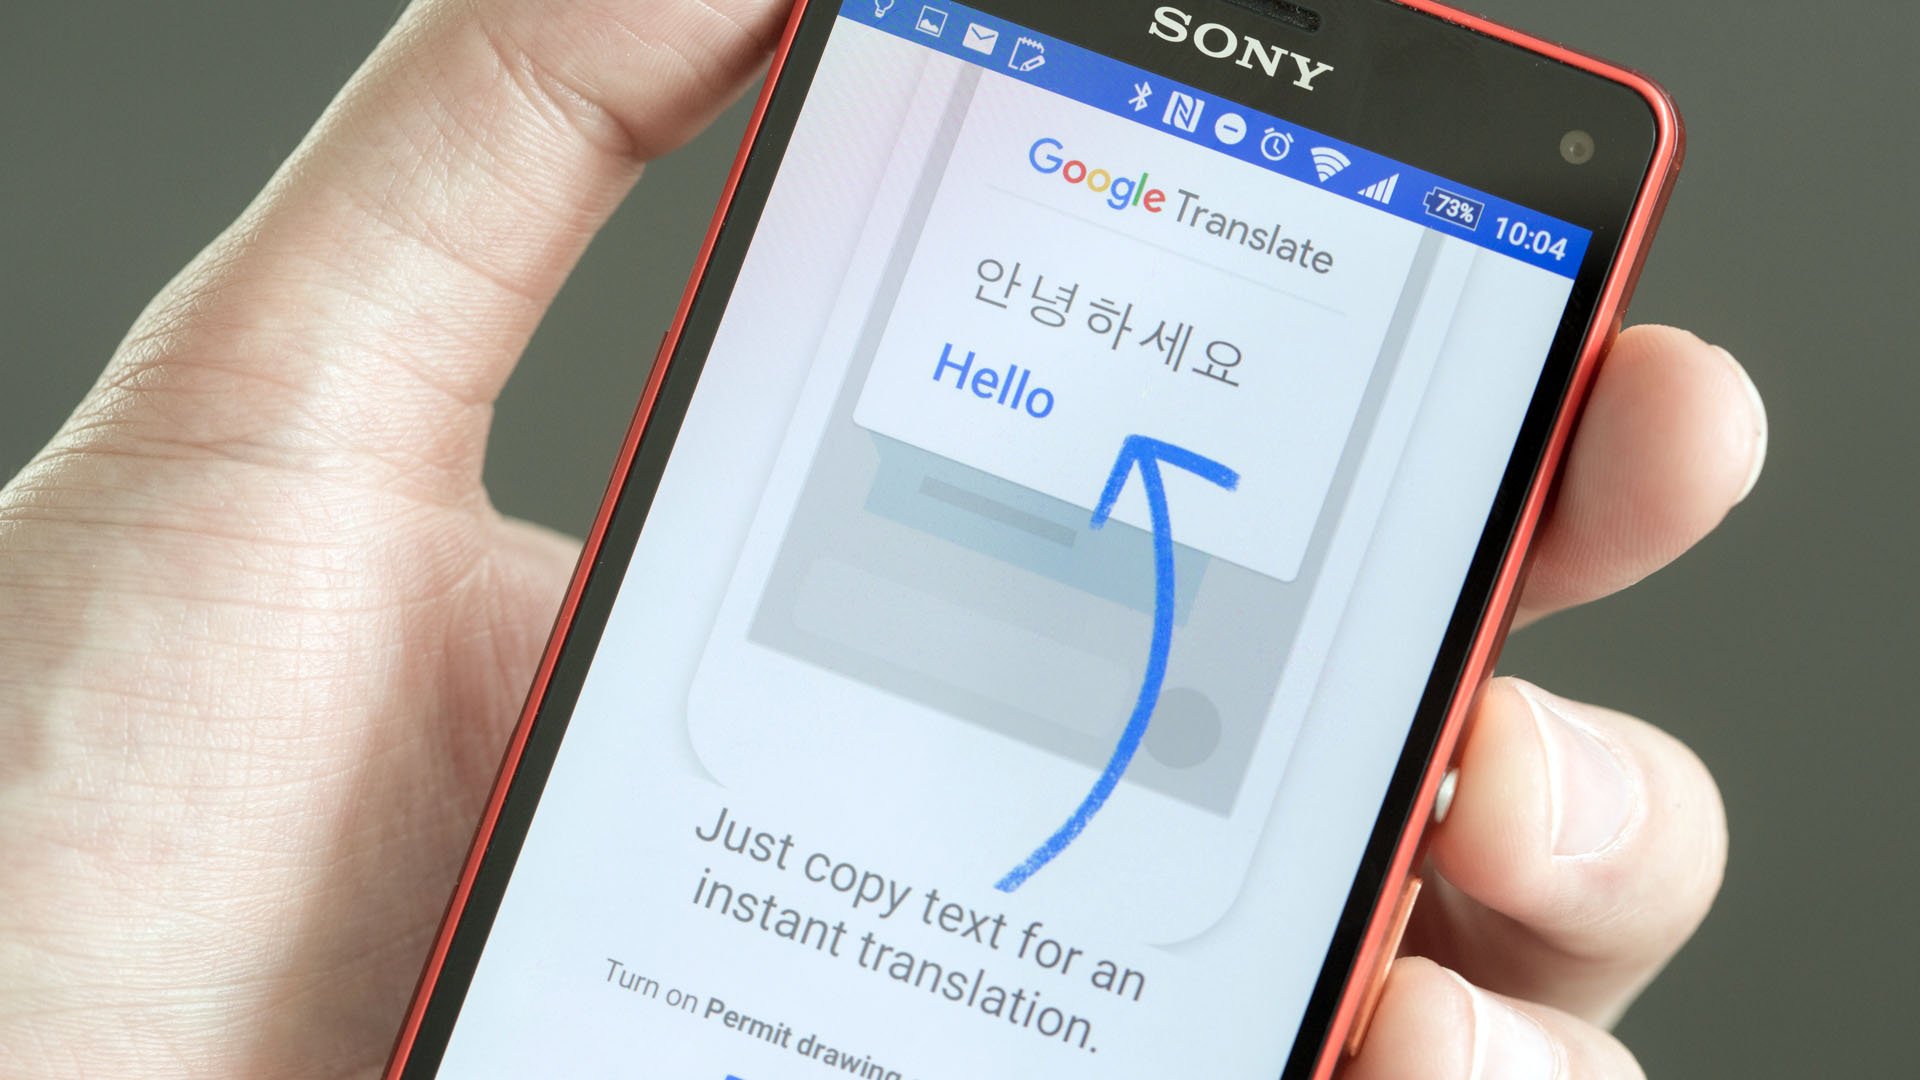 SONY
73% 10:04
Google Translate
안녕하세요
Hello
Just copy text for an
instant translation.
Turn on Permit drawing